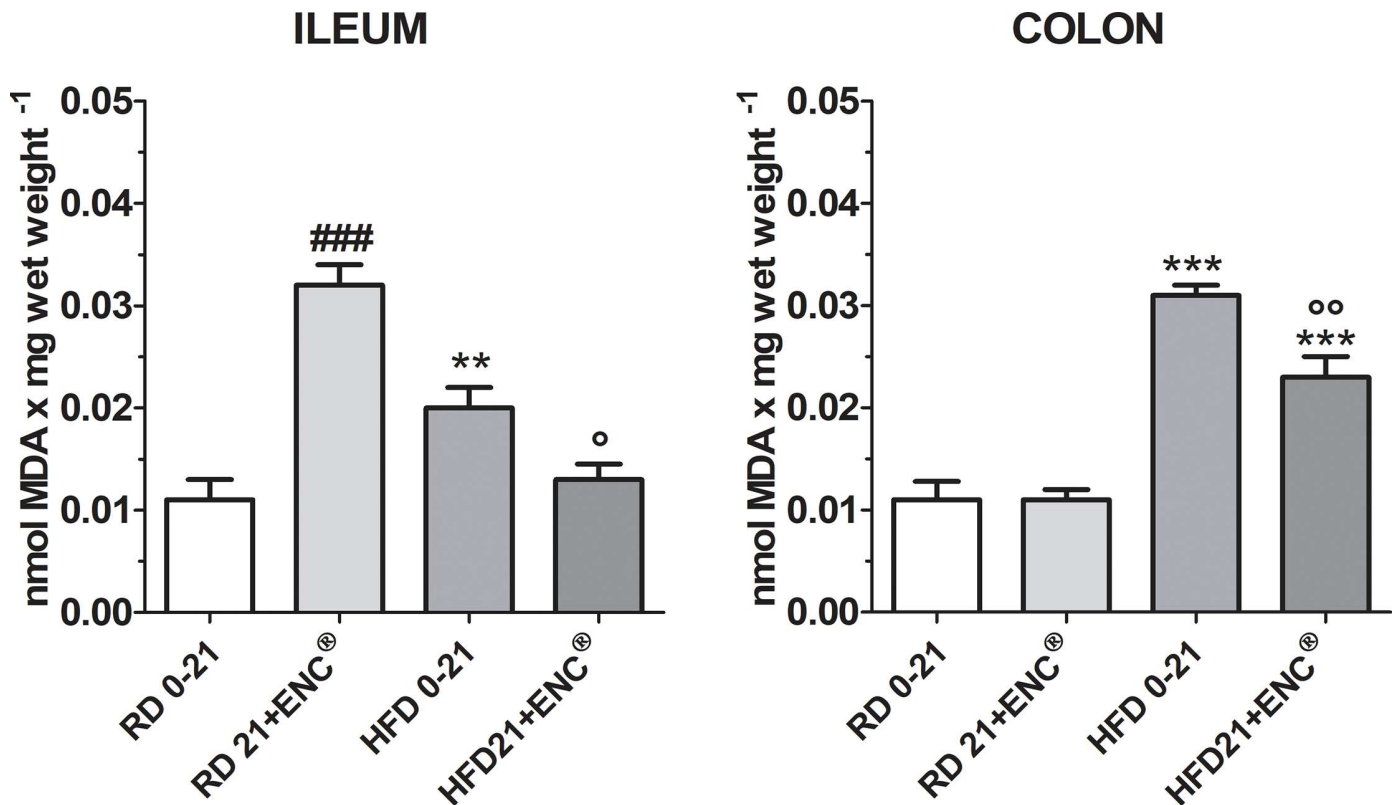 ILEUM
nmol MDA x mg wet weight -1
0.05
0.04
0.03
0.02
0.01
0.00
###
**
°
RD 0-21
RD 21+ENC®
HFD 0-21
HFD21+ENC®
COLON
nmol MDA x mg wet weight -1
0.05
0.04
0.03
0.02
0.01
0.00
***
°°
***
RD 0-21
RD 21+ENC®
HFD 0-21
HFD21+ENC®